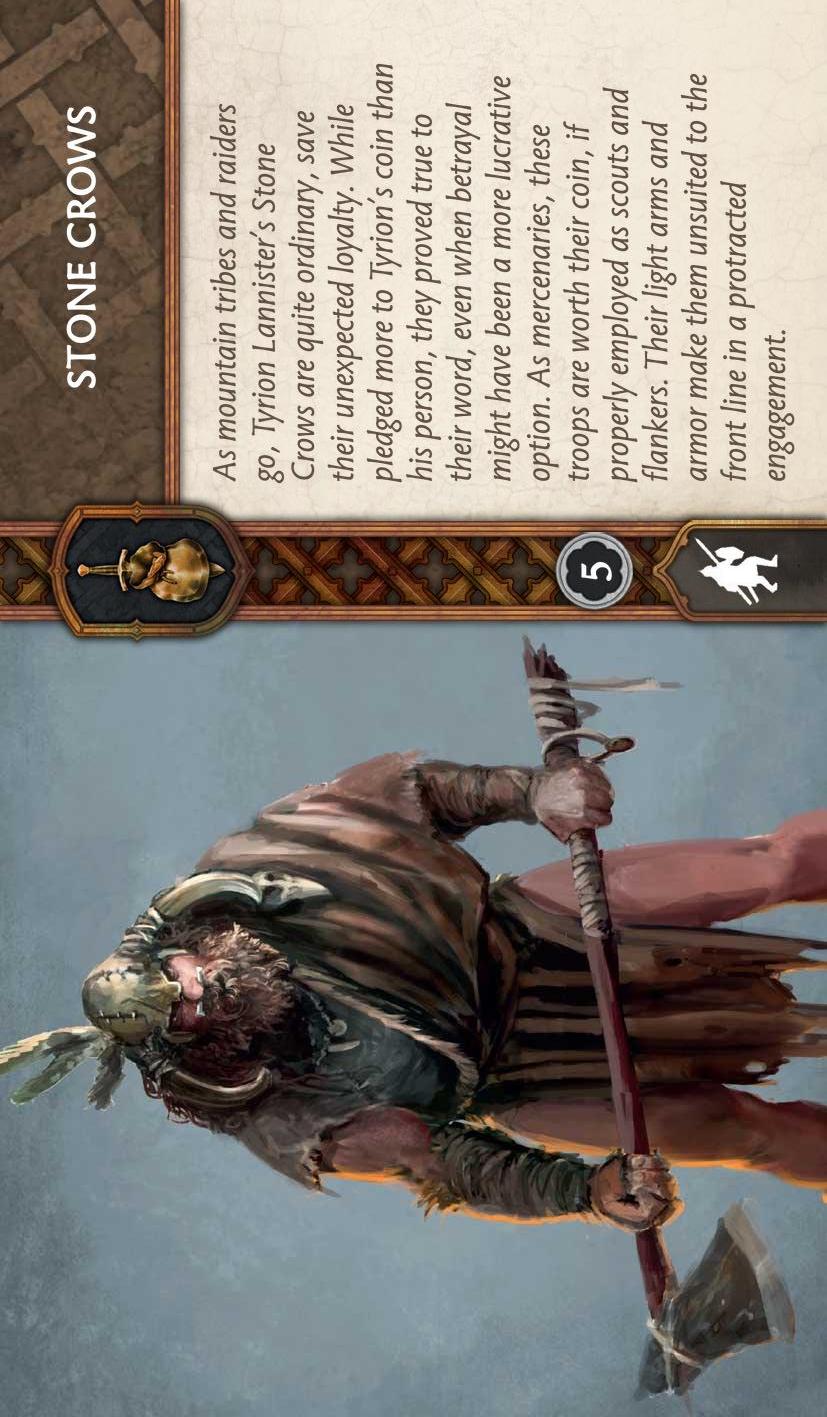 STONE CROWS
As mountain tribes and raiders
go, Tyrion Lannister's Stone
Crows are quite ordinary, save
their unexpected loyalty. While
pledged more to Tyrion's coin than
his person, they proved true to
their word, even when betrayal
might have been a more lucrative
option. As mercenaries, these
troops are worth their coin, if
properly employed as scouts and
flankers. Their light arms and
armor make them unsuited to the
front line in a protracted
engagement.
5